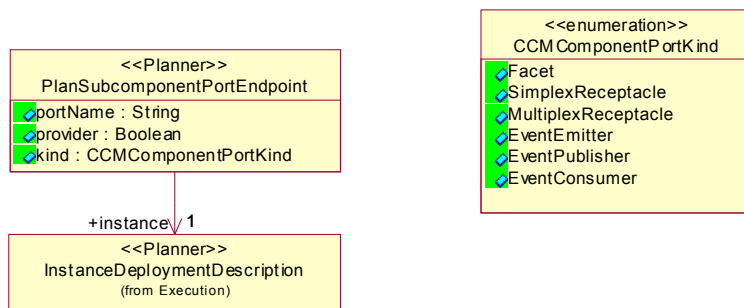 <<Planner>>
PlanSubcomponentPortEndpoint
portName : String
provider : Boolean
kind : CCMComponentPortKind
+instance 1
<<Planner>>
InstanceDeploymentDescription
(from Execution)
<<enumeration>>
CCMComponentPortKind
Facet
SimplexReceptacle
MultiplexReceptacle
EventEmitter
EventPublisher
EventConsumer